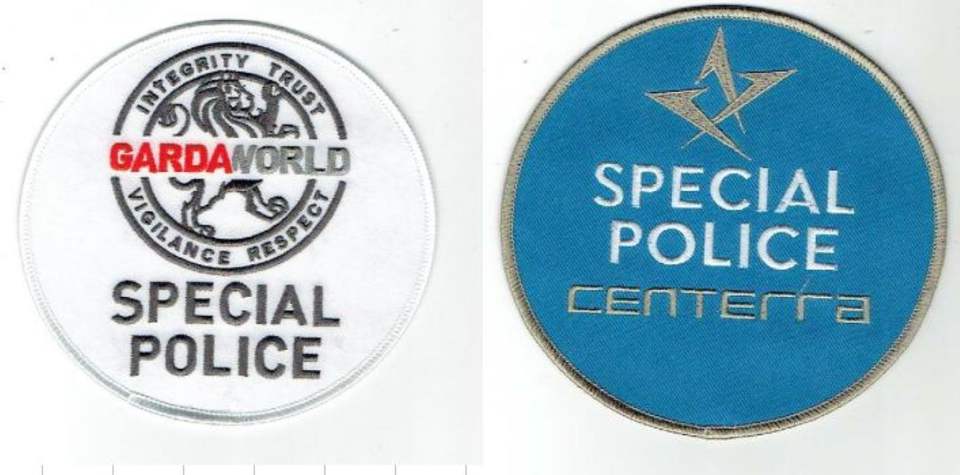 INTEGRITY TRUST
GARDAWORLD
VIGILANCE RESPECT
SPECIAL
POLICE
SPECIAL
POLICE
CENTERRA